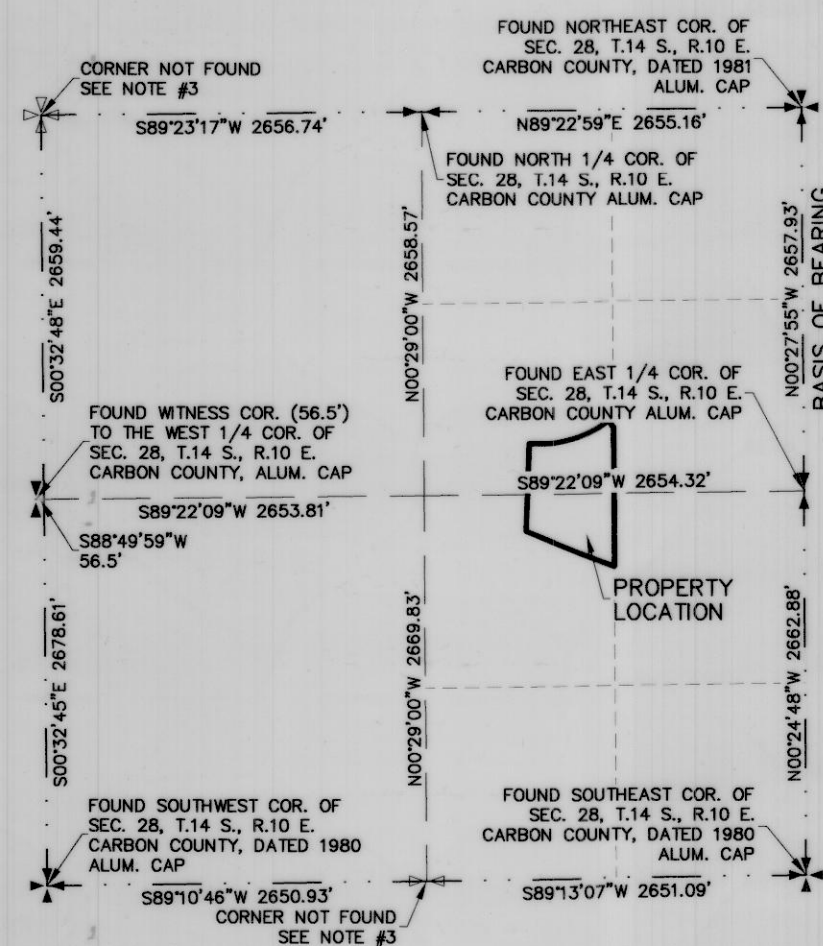 FOUND NORTHEAST COR. OF
SEC. 28, T.14 S., R.10 E.
CARBON COUNTY, DATED 1981
ALUM. CAP
CORNER NOT FOUND
SEE NOTE #3
S89°23'17"W 2656.74'
N89°22'59"E 2655.16'
FOUND NORTH 1/4 COR. OF
SEC. 28, T.14 S., R.10 E.
CARBON COUNTY ALUM. CAP
S00°32'48"E 2659.44'
N00°29'00"W 2658.57'
N00°27'55"W 2657.93'
BASIS OF BEARING
FOUND EAST 1/4 COR. OF
SEC. 28, T.14 S., R.10 E.
CARBON COUNTY ALUM. CAP
FOUND WITNESS COR. (56.5')
TO THE WEST 1/4 COR. OF
SEC. 28, T.14 S., R.10 E.
CARBON COUNTY, ALUM. CAP
S89°22'09"W 2653.81'
S89°22'09"W 2654.32'
S88°49'59"W
56.5'
PROPERTY
LOCATION
S00°32'45"E 2678.61'
N00°29'00"W 2669.83'
N00°24'48"W 2662.88'
FOUND SOUTHWEST COR. OF
SEC. 28, T.14 S., R.10 E.
CARBON COUNTY, DATED 1980
ALUM. CAP
FOUND SOUTHEAST COR. OF
SEC. 28, T.14 S., R.10 E.
CARBON COUNTY, DATED 1980
ALUM. CAP
S89°10'46"W 2650.93'
S89°13'07"W 2651.09'
CORNER NOT FOUND
SEE NOTE #3